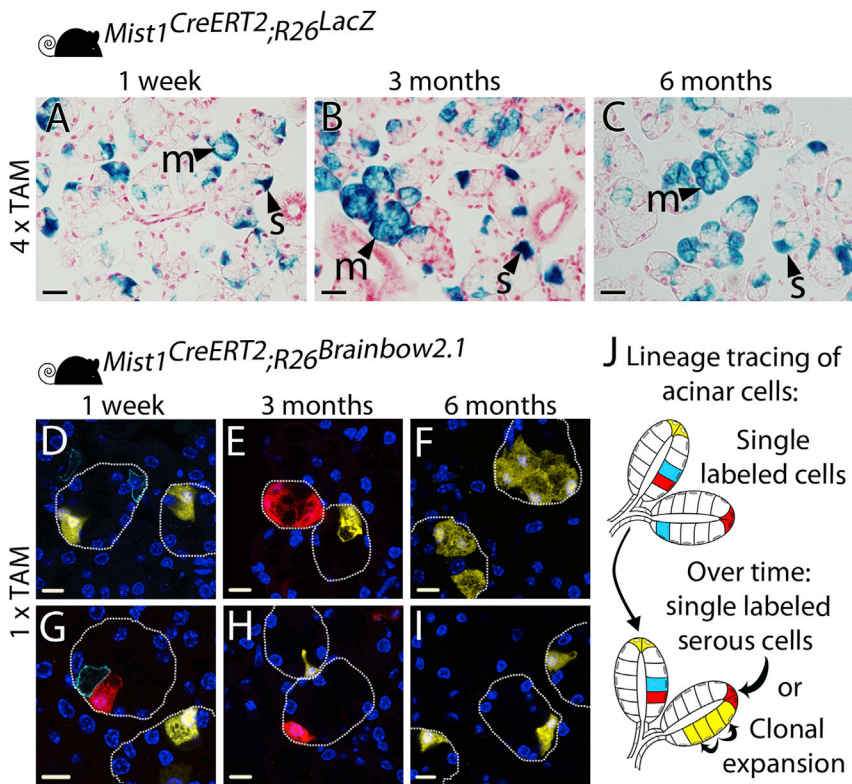 Mist1CreERT2;R26LacZ
1 week 3 months 6 months
4 x TAM
A
m
s
B
m
s
C
m
s
Mist1CreERT2;R26Brainbow2.1
1 week 3 months 6 months
1 x TAM
D
E
F
G
H
I
J Lineage tracing of
acinar cells:
Single
labeled cells
Over time:
single labeled
serous cells
or
Clonal
expansion